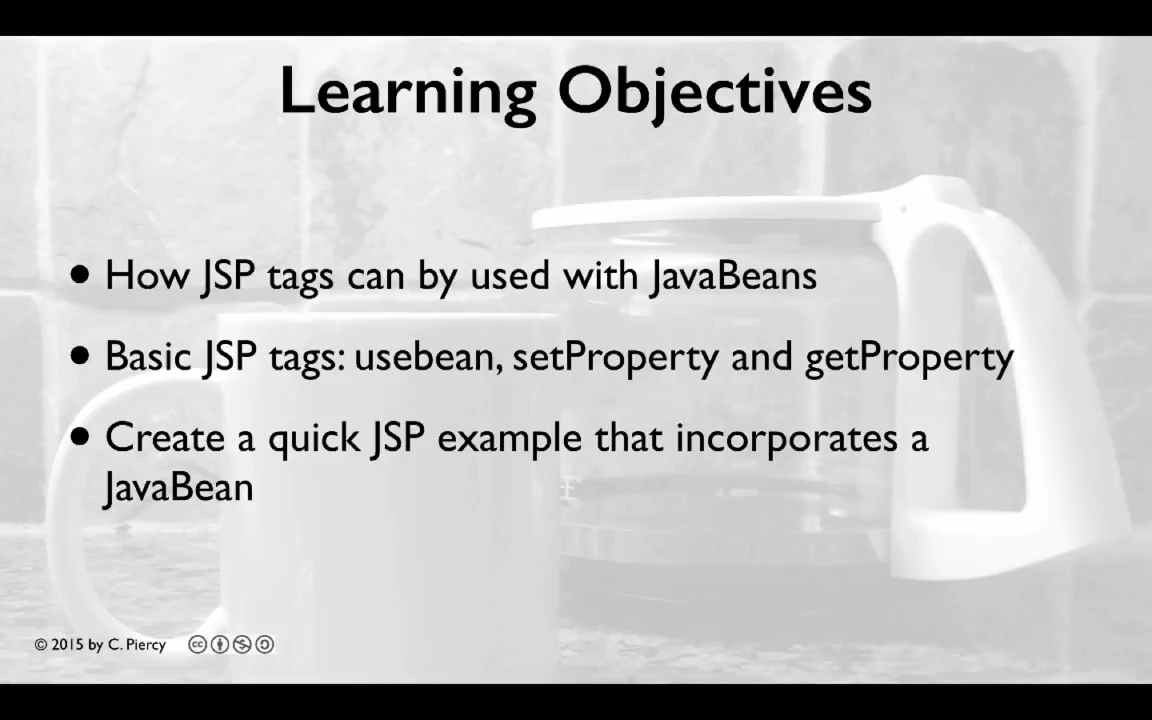 Learning Objectives
• How JSP tags can by used with JavaBeans
• Basic JSP tags: usebean, setProperty and getProperty
• Create a quick JSP example that incorporates a
JavaBean
© 2015 by C. Piercy